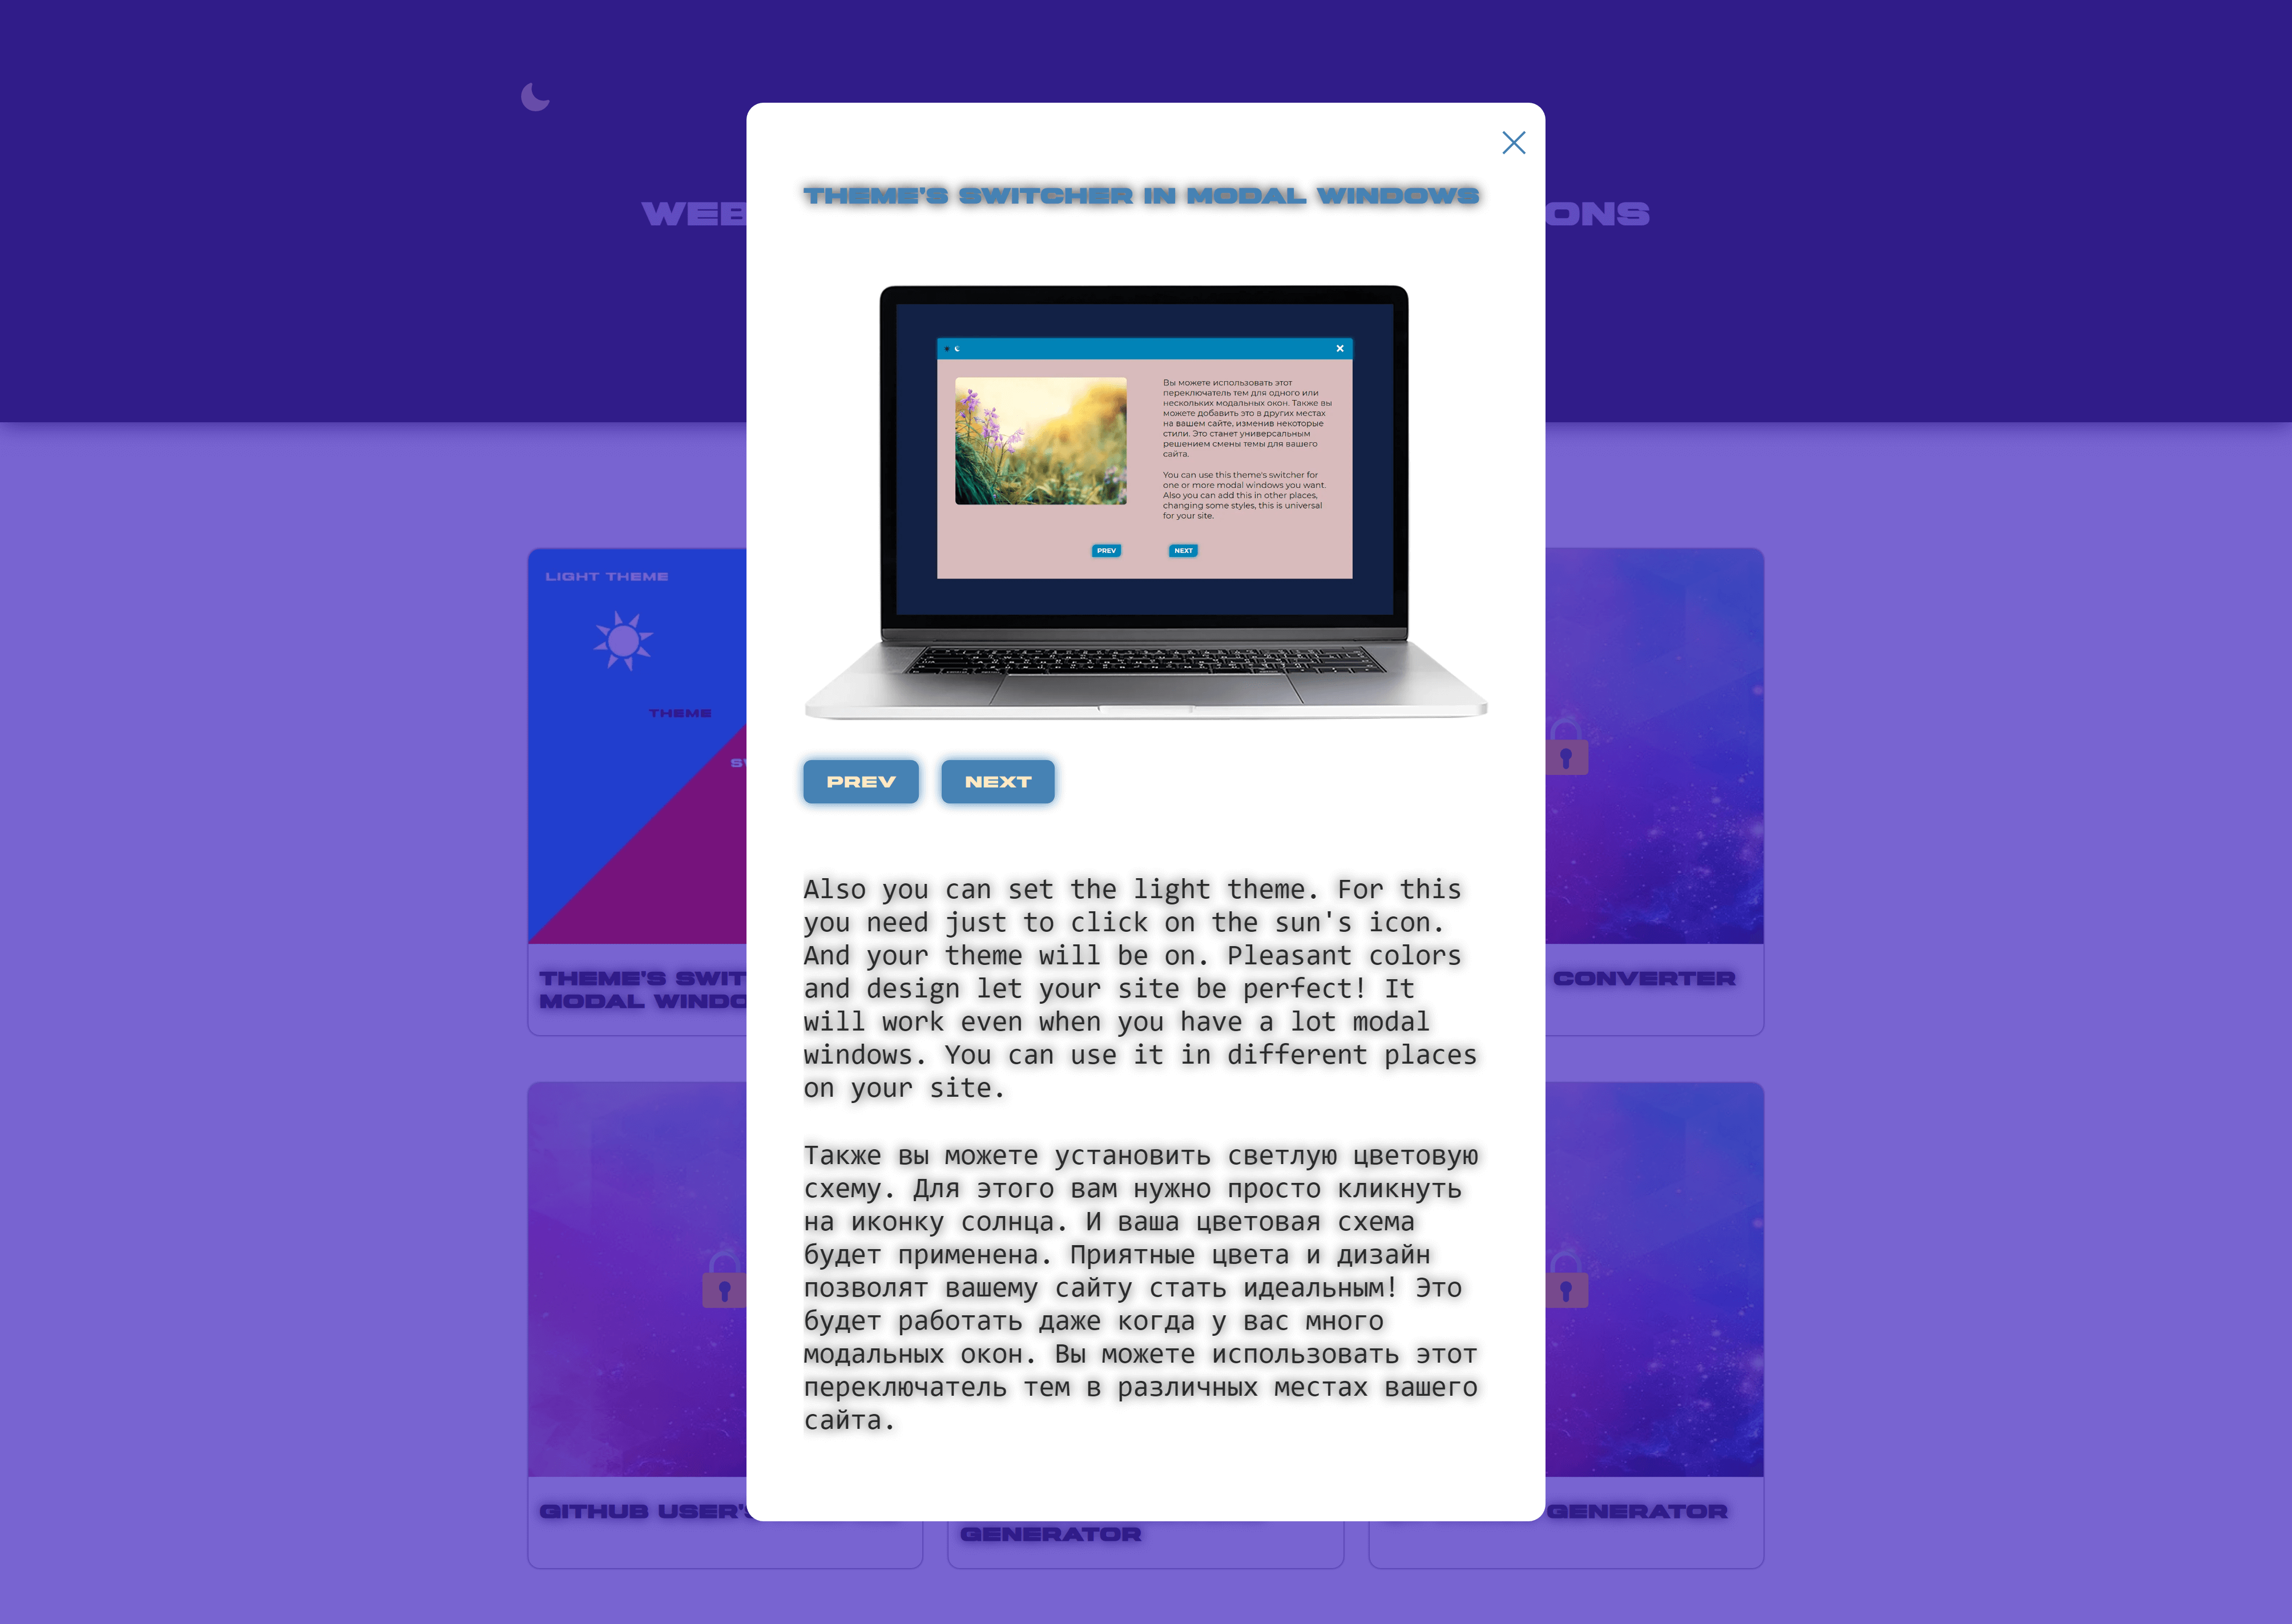 WEB
ONS
THEME'S SWITCHER IN MODAL WINDOWS
Вы можете использовать этот
переключатель тем для одного или
нескольких модальных окон. Также вы
можете добавить это в других местах
на вашем сайте, изменив некоторые
стили. Это станет универсальным
решением смены темы для вашего
сайта.
You can use this theme's switcher for
one or more modal windows you want.
Also you can add this in other places,
changing some styles, this is universal
for your site.
PREV
NEXT
PREV
NEXT
Also you can set the light theme. For this
you need just to click on the sun's icon.
And your theme will be on. Pleasant colors
and design let your site be perfect! It
will work even when you have a lot modal
windows. You can use it in different places
on your site.
Также вы можете установить светлую цветовую
схему. Для этого вам нужно просто кликнуть
на иконку солнца. И ваша цветовая схема
будет применена. Приятные цвета и дизайн
позволят вашему сайту стать идеальным! Это
будет работать даже когда у вас много
модальных окон. Вы можете использовать этот
переключатель тем в различных местах вашего
сайта.
LIGHT THEME
THEME
THEME'S SWIT
MODAL WINDO
CONVERTER
GITHUB USER'S
GENERATOR
GENERATOR